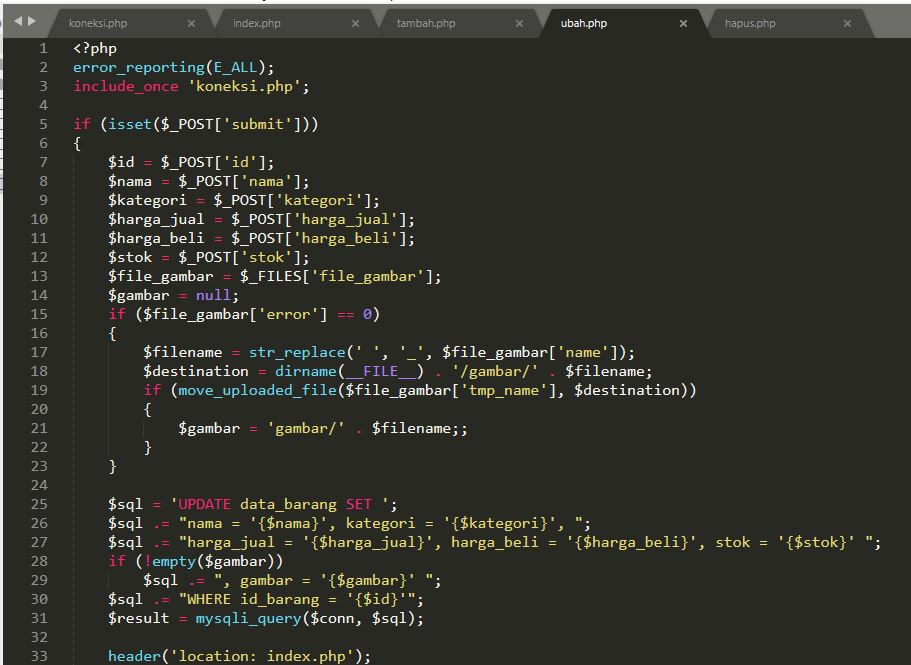 koneksi.php × index.php × tambah.php × ubah.php × hapus.php ×
1 <?php
2 error_reporting(E_ALL);
3 include_once 'koneksi.php';
4
5 if (isset($_POST['submit']))
6 {
7     $id = $_POST['id'];
8     $nama = $_POST['nama'];
9     $kategori = $_POST['kategori'];
10     $harga_jual = $_POST['harga_jual'];
11     $harga_beli = $_POST['harga_beli'];
12     $stok = $_POST['stok'];
13     $file_gambar = $_FILES['file_gambar'];
14     $gambar = null;
15     if ($file_gambar['error'] == 0)
16     {
17         $filename = str_replace(' ', '_', $file_gambar['name']);
18         $destination = dirname(__FILE__) . '/gambar/' . $filename;
19         if (move_uploaded_file($file_gambar['tmp_name'], $destination))
20         {
21             $gambar = 'gambar/' . $filename;;
22         }
23     }
24
25     $sql = 'UPDATE data_barang SET ';
26     $sql .= "nama = '{$nama}', kategori = '{$kategori}', ";
27     $sql .= "harga_jual = '{$harga_jual}', harga_beli = '{$harga_beli}', stok = '{$stok}' ";
28     if (!empty($gambar))
29         $sql .= ", gambar = '{$gambar}' ";
30     $sql .= "WHERE id_barang = '{$id}'";
31     $result = mysqli_query($conn, $sql);
32
33     header('location: index.php');